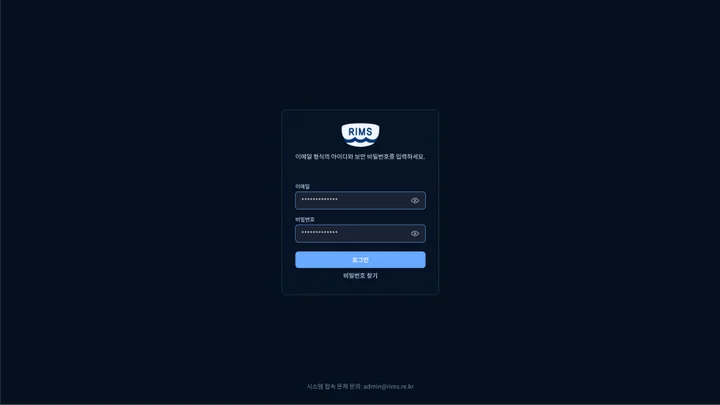 RIMS
이메일 형식의 아이디와 보안 비밀번호를 입력하세요.
이메일
*************
비밀번호
*************
로그인
비밀번호 찾기
시스템 접속 문제 문의: admin@rims.re.kr